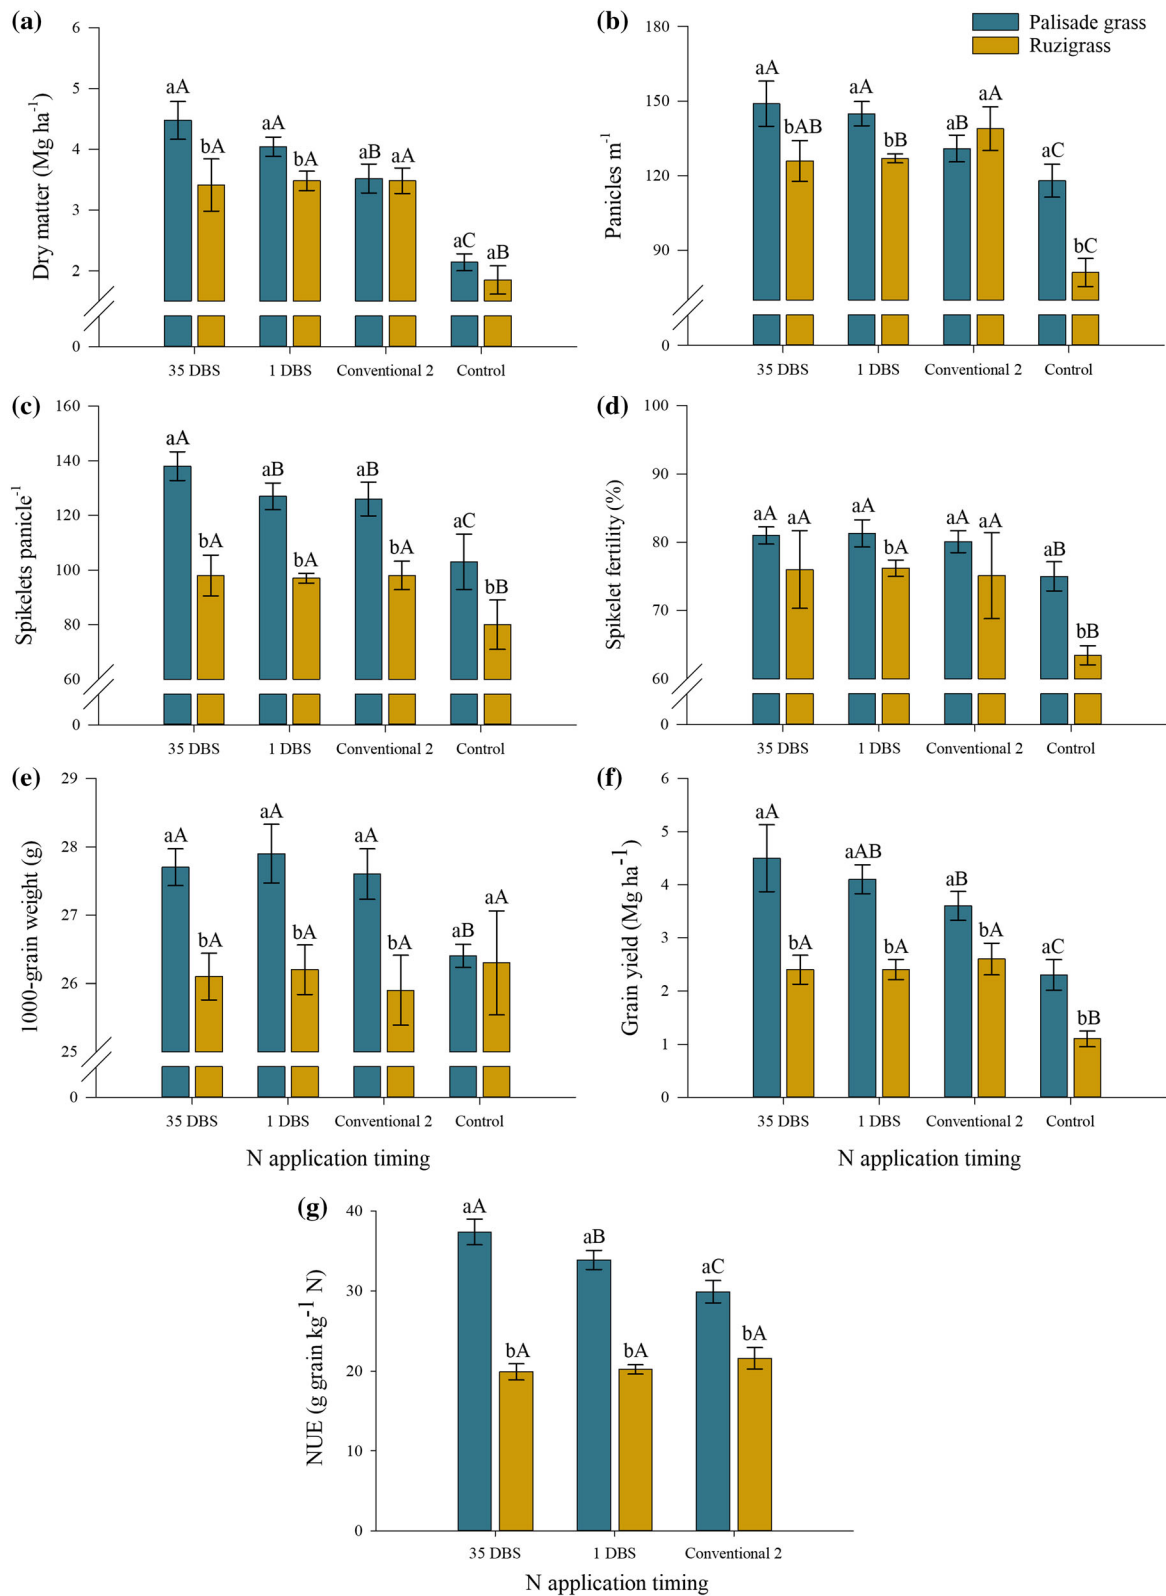 (a)
6
5
4
3
2
0
Dry matter (Mg ha⁻¹)
aA
bA
aA
bA
aB
aA
aC
aB
35 DBS
1 DBS
Conventional 2
Control
(b)
Palisade grass
Ruzigrass
180
150
120
90
0
Panicles m⁻¹
aA
bAB
aA
bB
aB
aA
aC
bC
35 DBS
1 DBS
Conventional 2
Control
(c)
160
140
120
100
80
60
0
Spikelets panicle⁻¹
aA
bA
aB
bA
aB
bA
aC
bB
35 DBS
1 DBS
Conventional 2
Control
(d)
100
90
80
70
60
0
Spikelet fertility (%)
aA
aA
aA
bA
aA
aA
aB
bB
35 DBS
1 DBS
Conventional 2
Control
(e)
29
28
27
26
25
0
1000-grain weight (g)
aA
bA
aA
bA
aA
bA
aB
aA
35 DBS
1 DBS
Conventional 2
Control
N application timing
(f)
6
5
4
3
2
1
0
Grain yield (Mg ha⁻¹)
aA
bA
aAB
bA
aB
bA
aC
bB
35 DBS
1 DBS
Conventional 2
Control
N application timing
(g)
40
30
20
10
0
NUE (g grain kg⁻¹ N)
aA
bA
aB
bA
aC
bA
35 DBS
1 DBS
Conventional 2
N application timing